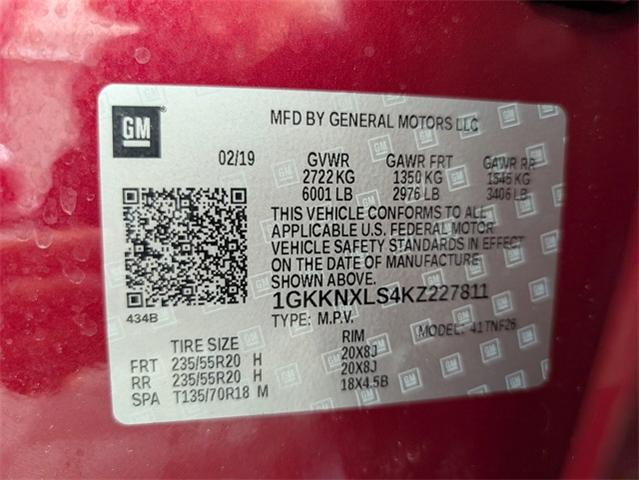 GM
MFD BY GENERAL MOTORS LLC
02/19 GVWR GAWR FRT GAWR RR
2722 KG 1350 KG 1545 KG
6001 LB 2976 LB 3406 LB
THIS VEHICLE CONFORMS TO ALL
APPLICABLE U.S. FEDERAL MOTOR
VEHICLE SAFETY STANDARDS IN EFFECT
ON THE DATE OF MANUFACTURE
SHOWN ABOVE.
1GKKNXLS4KZ227811
434B
TYPE: M.P.V. MODEL: 41TNF26
TIRE SIZE RIM
FRT 235/55R20 H 20X8J
RR 235/55R20 H 20X8J
SPA T135/70R18 M 18X4.5B